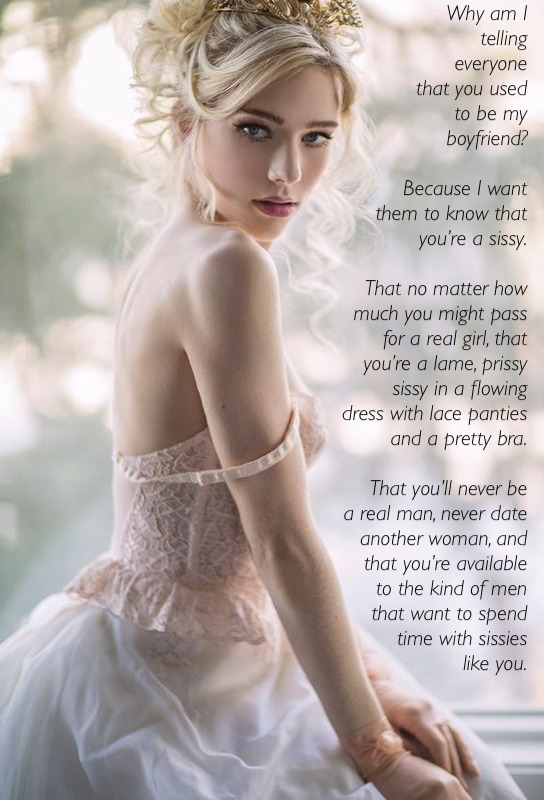 Why am I
telling
everyone
that you used
to be my
boyfriend?
Because I want
them to know that
you're a sissy.
That no matter how
much you might pass
for a real girl, that
you're a lame, prissy
sissy in a flowing
dress with lace panties
and a pretty bra.
That you'll never be
a real man, never date
another woman, and
that you're available
to the kind of men
that want to spend
time with sissies
like you.